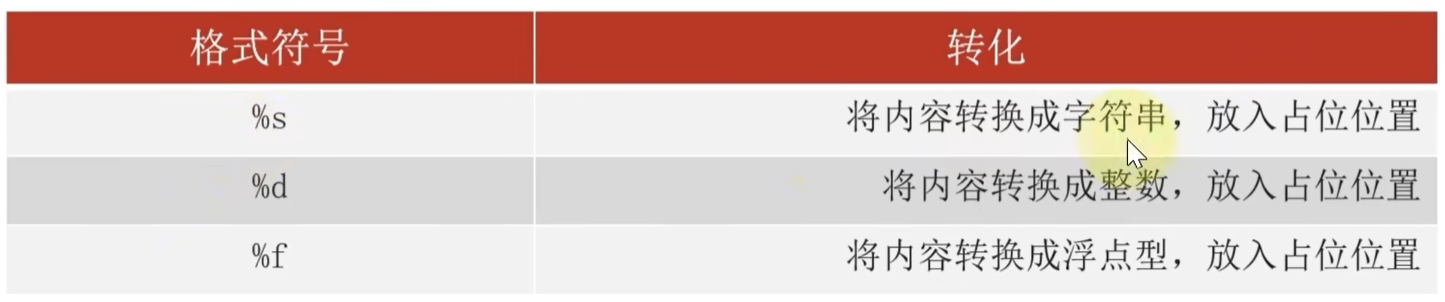 格式符号 转化
%s 将内容转换成字符串，放入占位位置
%d 将内容转换成整数，放入占位位置
%f 将内容转换成浮点型，放入占位位置